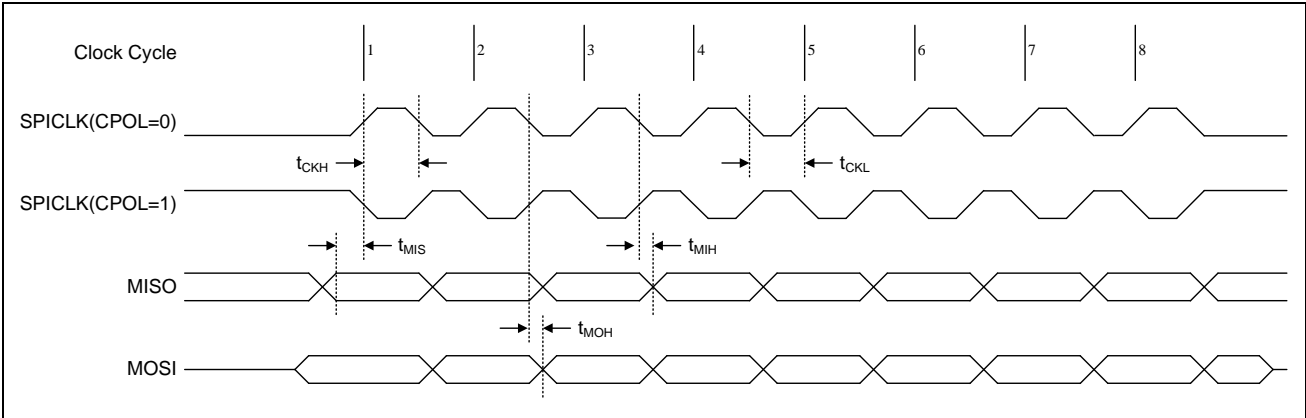 Clock Cycle 1 2 3 4 5 6 7 8
SPICLK(CPOL=0)
tCKH tCKL
SPICLK(CPOL=1)
tMIS tMIH
MISO
tMOH
MOSI